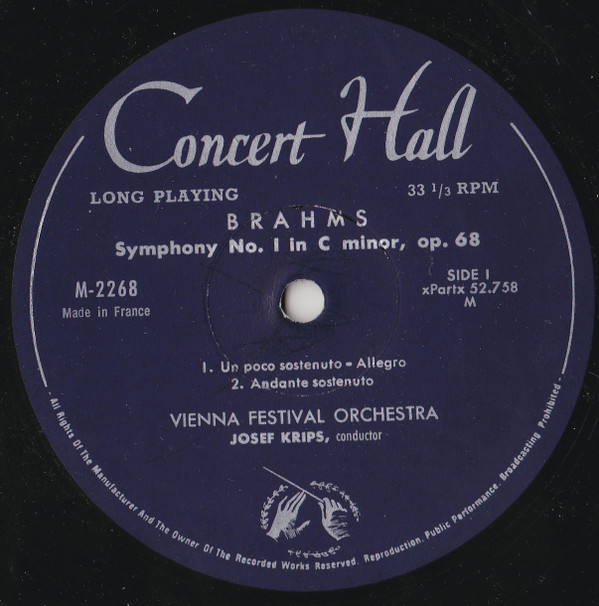 Concert Hall
LONG PLAYING
33 1/3 RPM
BRAHMS
Symphony No. I in C minor, op. 68
M-2268
Made in France
SIDE I
xPartx 52.758
M
1. Un poco sostenuto - Allegro
2. Andante sostenuto
VIENNA FESTIVAL ORCHESTRA
JOSEF KRIPS, conductor
- All Rights Of The Manufacturer And The Owner Of The Recorded Works Reserved. Reproduction. Public Performance. Broadcasting Prohibited -